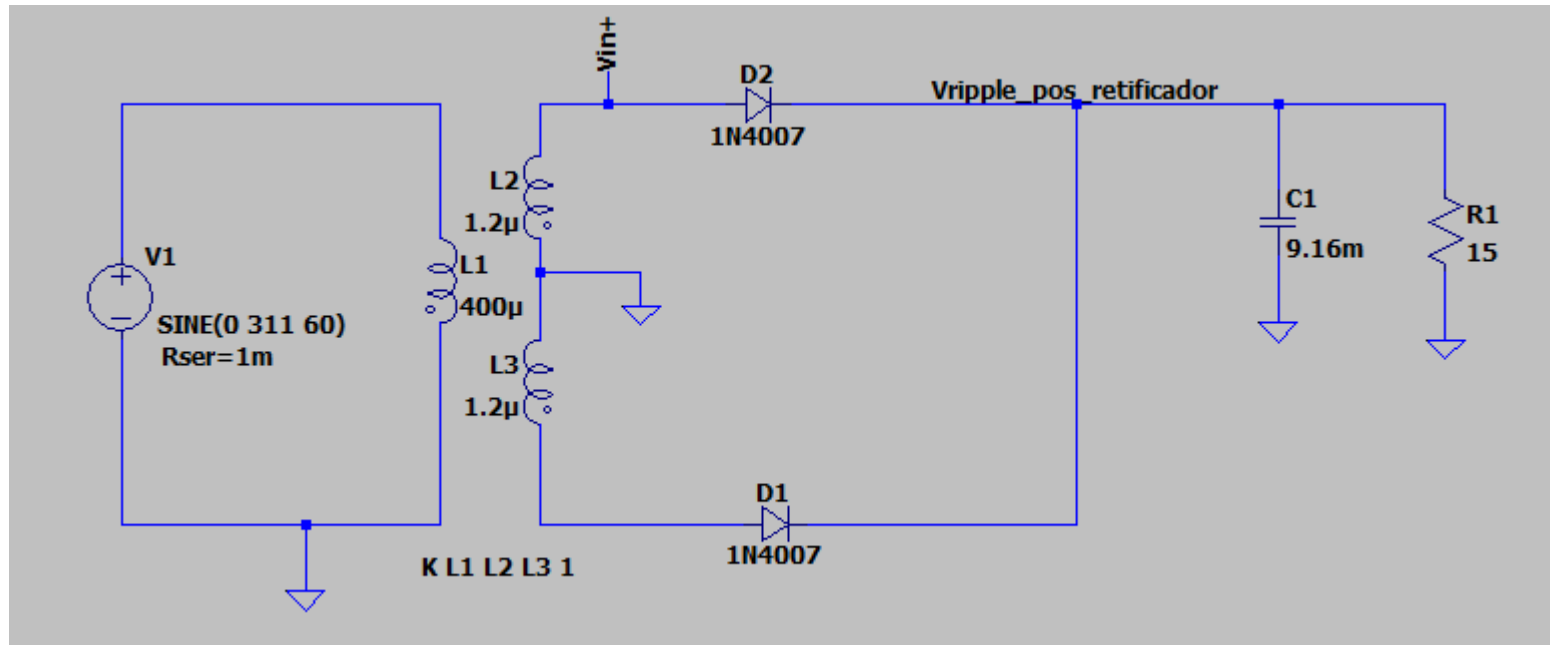 Vin+
D2
1N4007
Vripple_pos_retificador
L2
1.2µ
V1
SINE(0 311 60)
Rser=1m
L1
400µ
C1
9.16m
R1
15
L3
1.2µ
D1
1N4007
K L1 L2 L3 1